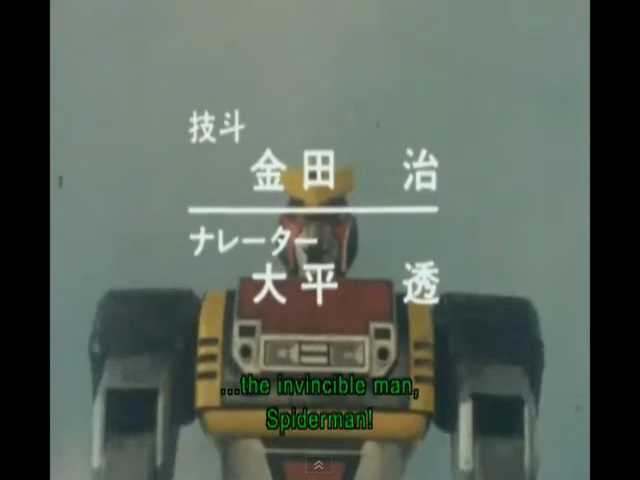 技斗
金田 治
ナレーター
大平 透
...the invincible man,
Spiderman!